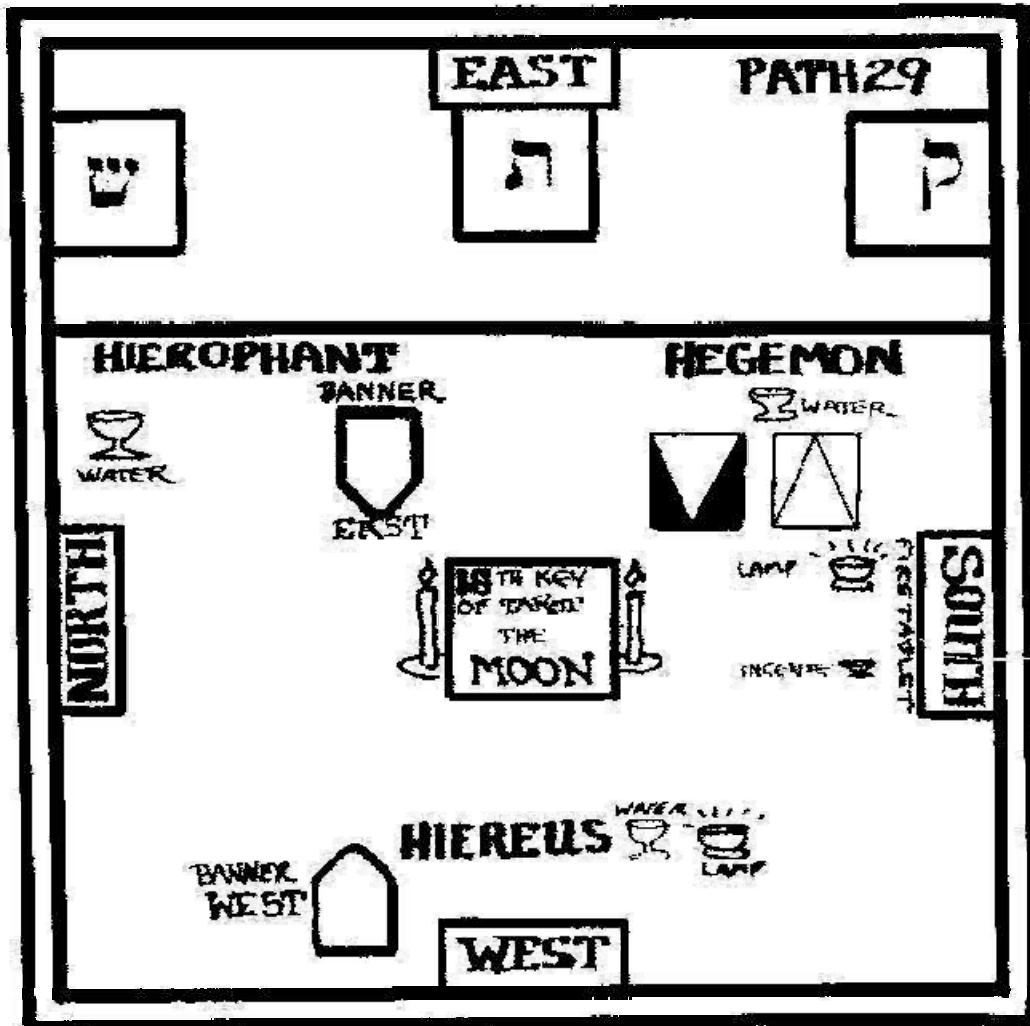 EAST
PATH 29
ש
ת
ק
HIEROPHANT
HEGEMON
BANNER
WATER
WATER
EAST
NORTH
LAMP
FIRE TABLET
SOUTH
18TH KEY
OF TAROT
THE
MOON
INCENSE
WATER
HIEREUS
LAMP
BANNER
WEST
WEST